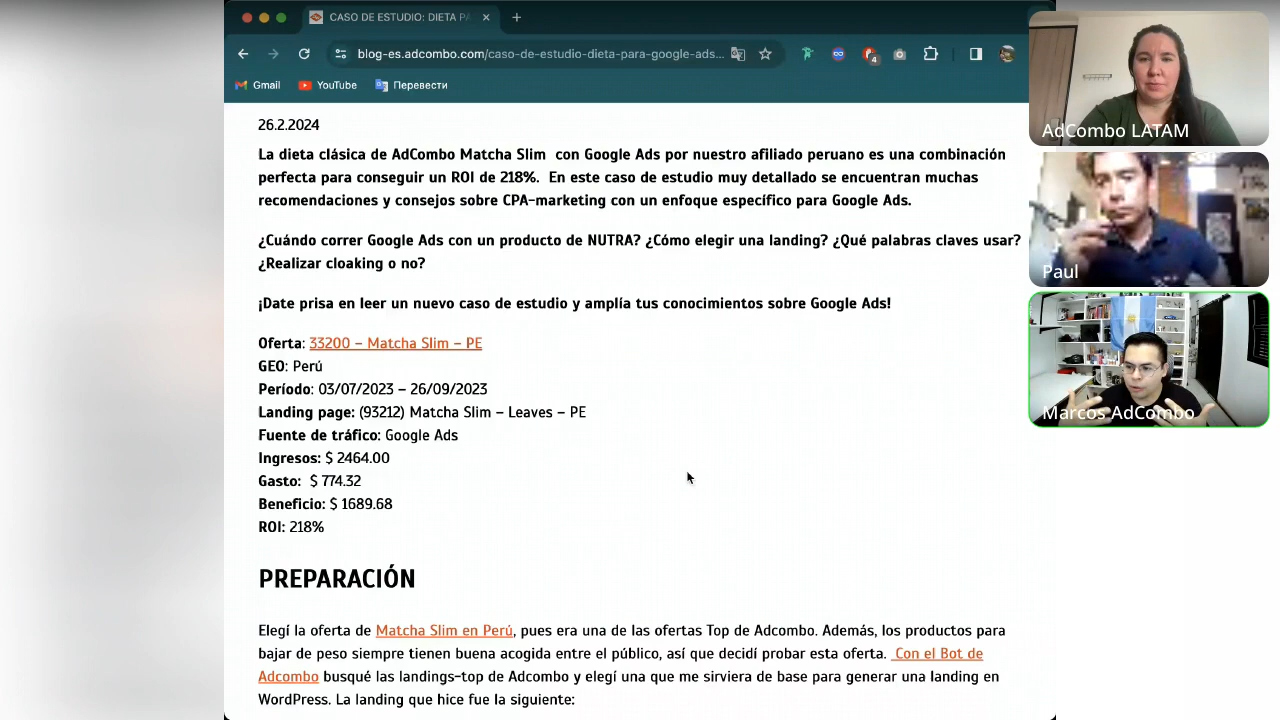 CASO DE ESTUDIO: DIETA PA
blog-es.adcombo.com/caso-de-estudio-dieta-para-google-ads...
4
Gmail
YouTube
Перевести
26.2.2024
La dieta clásica de AdCombo Matcha Slim con Google Ads por nuestro afiliado peruano es una combinación
perfecta para conseguir un ROI de 218%. En este caso de estudio muy detallado se encuentran muchas
recomendaciones y consejos sobre CPA-marketing con un enfoque específico para Google Ads.
¿Cuándo correr Google Ads con un producto de NUTRA? ¿Cómo elegir una landing? ¿Qué palabras claves usar?
¿Realizar cloaking o no?
¡Date prisa en leer un nuevo caso de estudio y amplía tus conocimientos sobre Google Ads!
Oferta: 33200 – Matcha Slim – PE
GEO: Perú
Período: 03/07/2023 – 26/09/2023
Landing page: (93212) Matcha Slim – Leaves – PE
Fuente de tráfico: Google Ads
Ingresos: $ 2464.00
Gasto: $ 774.32
Beneficio: $ 1689.68
ROI: 218%
PREPARACIÓN
Elegí la oferta de Matcha Slim en Perú, pues era una de las ofertas Top de Adcombo. Además, los productos para
bajar de peso siempre tienen buena acogida entre el público, así que decidí probar esta oferta. Con el Bot de
Adcombo busqué las landings-top de Adcombo y elegí una que me sirviera de base para generar una landing en
WordPress. La landing que hice fue la siguiente:
AdCombo LATAM
Paul
Marcos AdCombo